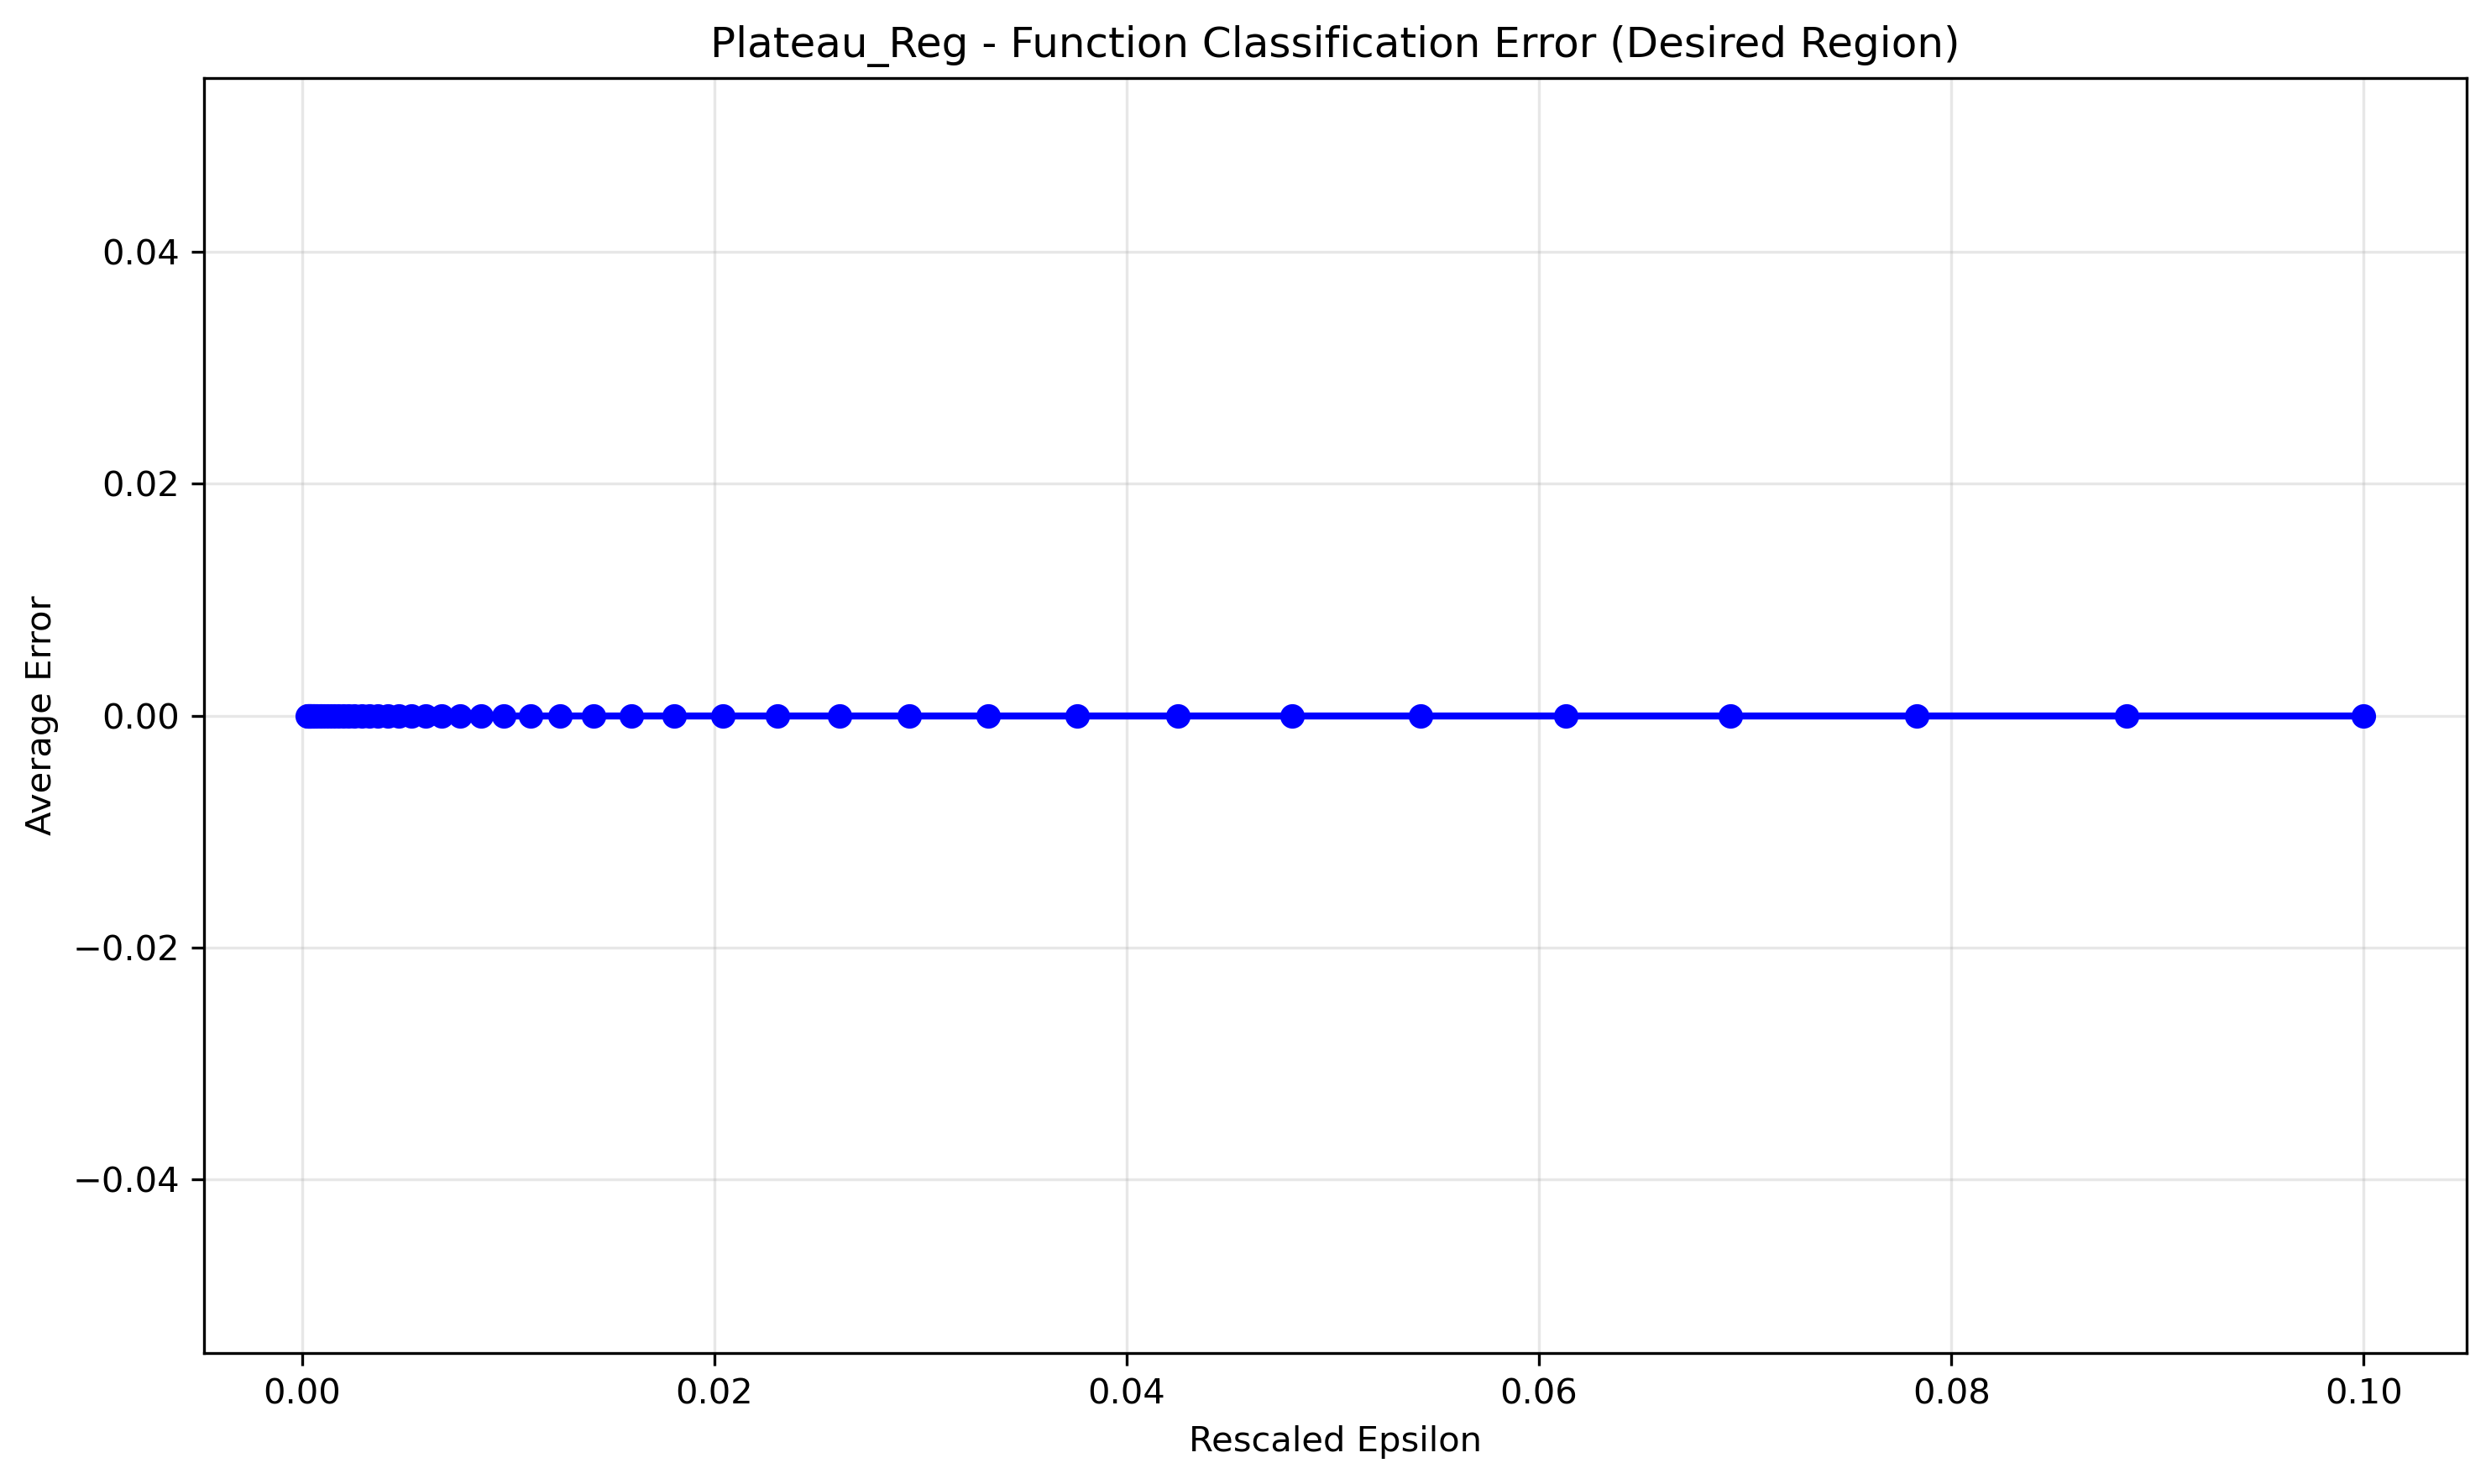 Plateau_Reg - Function Classification Error (Desired Region)
Average Error
0.04
0.02
0.00
−0.02
−0.04
0.00 0.02 0.04 0.06 0.08 0.10
Rescaled Epsilon